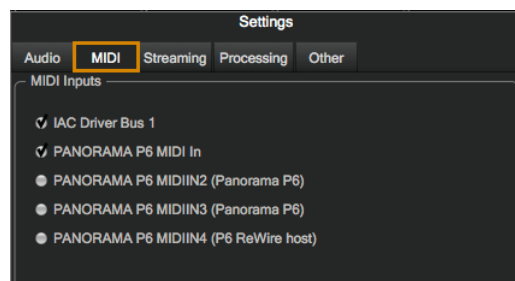 Settings
Audio MIDI Streaming Processing Other
MIDI Inputs
IAC Driver Bus 1
PANORAMA P6 MIDI In
PANORAMA P6 MIDIIN2 (Panorama P6)
PANORAMA P6 MIDIIN3 (Panorama P6)
PANORAMA P6 MIDIIN4 (P6 ReWire host)